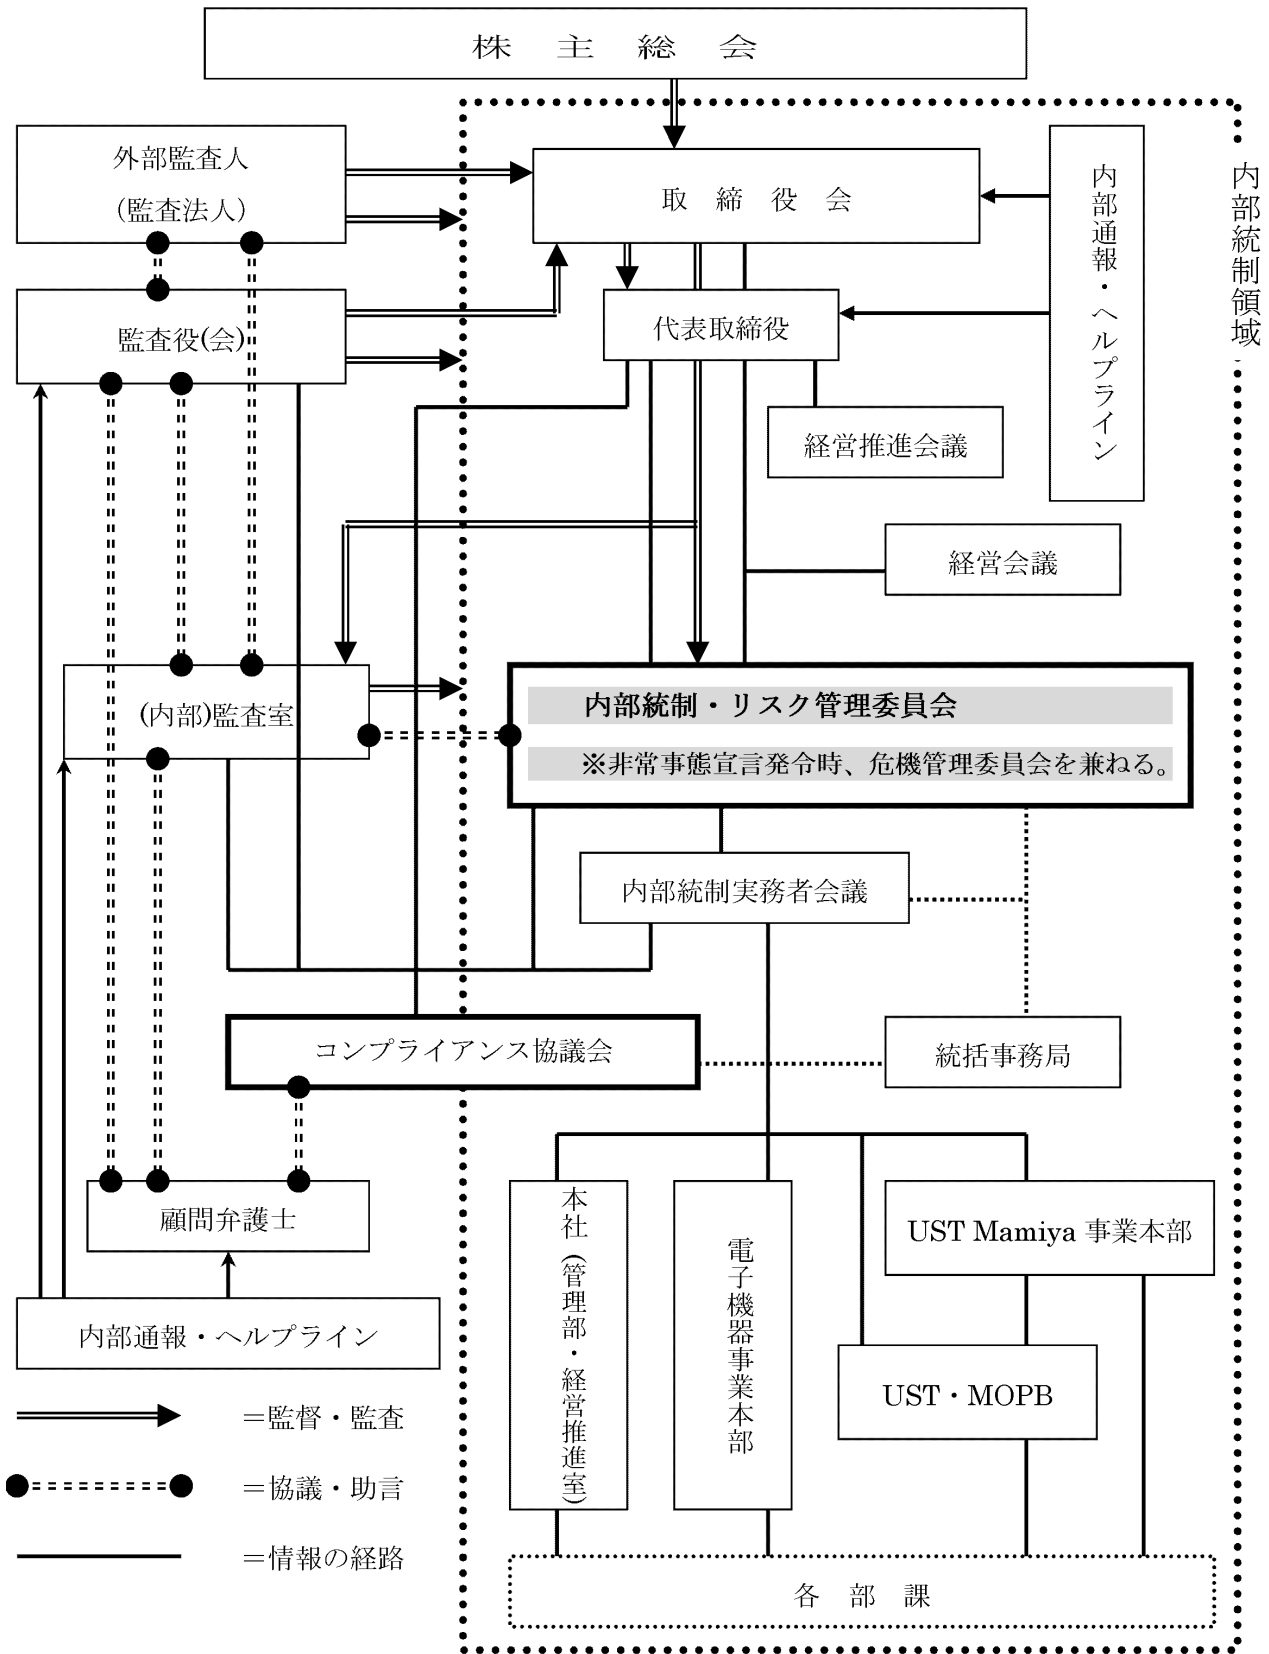 株　主　総　会
外部監査人
(監査法人)
取　締　役　会
内部通報・ヘルプライン
内部統制領域
監査役(会)
代表取締役
経営推進会議
経営会議
(内部)監査室
内部統制・リスク管理委員会
※非常事態宣言発令時、危機管理委員会を兼ねる。
内部統制実務者会議
コンプライアンス協議会
統括事務局
顧問弁護士
本社(管理部・経営推進室)
電子機器事業本部
UST Mamiya 事業本部
内部通報・ヘルプライン
UST・MOPB
＝監督・監査
＝協議・助言
＝情報の経路
各　部　課